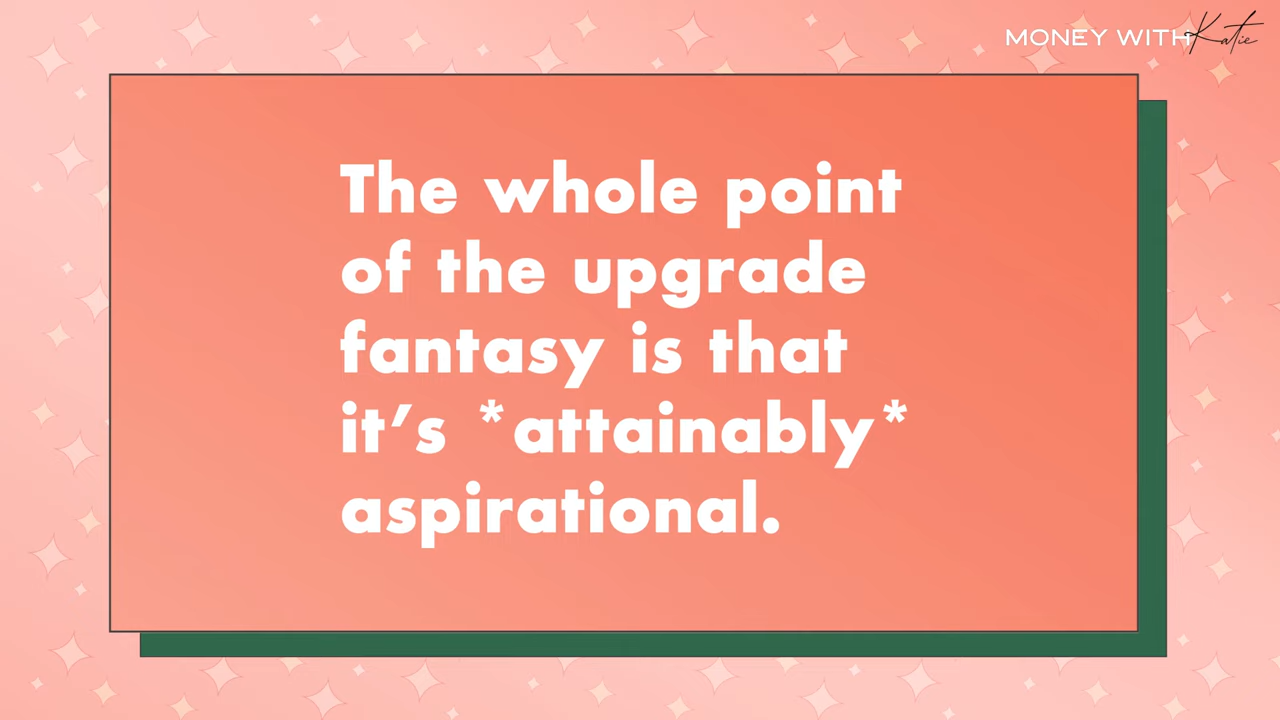 MONEY WITH Katie
The whole point
of the upgrade
fantasy is that
it’s *attainably*
aspirational.